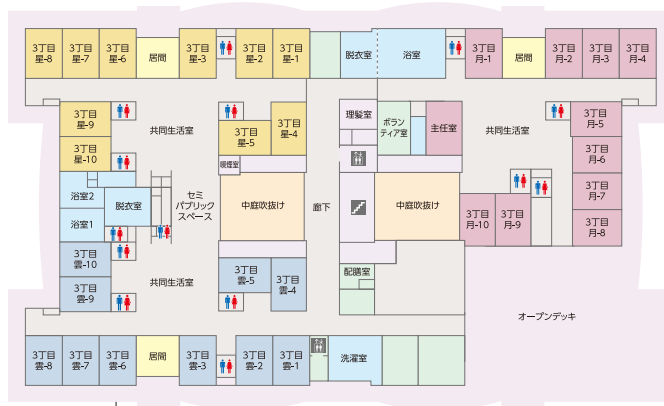 3丁目
星-8
3丁目
星-7
3丁目
星-6
居間
3丁目
星-3
3丁目
星-2
3丁目
星-1
脱衣室
浴室
3丁目
月-1
居間
3丁目
月-2
3丁目
月-3
3丁目
月-4
3丁目
星-9
共同生活室
3丁目
星-5
3丁目
星-4
理髪室
ボラン
ティア室
主任室
共同生活室
3丁目
月-5
3丁目
星-10
喫煙室
3丁目
月-6
浴室2
脱衣室
セミ
パブリック
スペース
中庭吹抜け
廊下
中庭吹抜け
3丁目
月-7
浴室1
3丁目
月-10
3丁目
月-9
3丁目
月-8
3丁目
雲-10
共同生活室
3丁目
雲-5
3丁目
雲-4
配膳室
3丁目
雲-9
オープンデッキ
3丁目
雲-8
3丁目
雲-7
3丁目
雲-6
居間
3丁目
雲-3
3丁目
雲-2
3丁目
雲-1
洗濯室